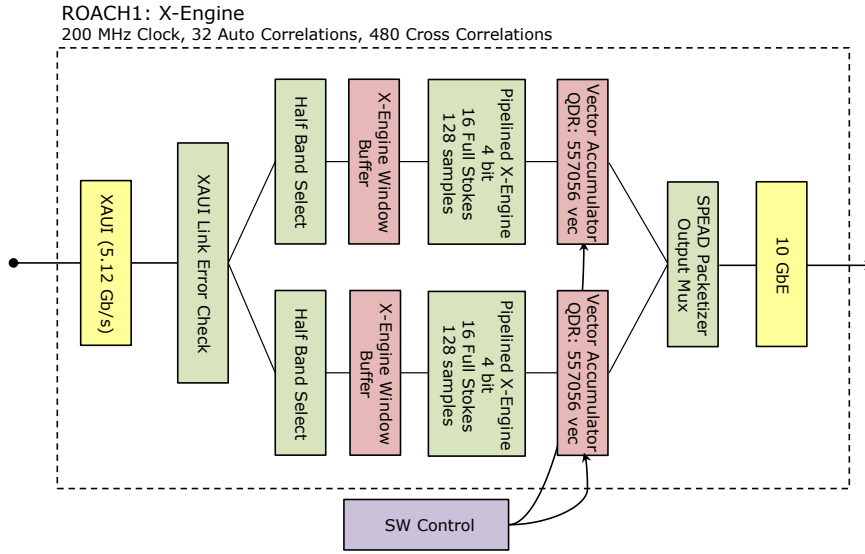 ROACH1: X-Engine
200 MHz Clock, 32 Auto Correlations, 480 Cross Correlations
XAUI (5.12 Gb/s)
XAUI Link Error Check
Half Band Select
X-Engine Window
Buffer
Pipelined X-Engine
4 bit
16 Full Stokes
128 samples
Vector Accumulator
QDR: 557056 vec
Half Band Select
X-Engine Window
Buffer
Pipelined X-Engine
4 bit
16 Full Stokes
128 samples
Vector Accumulator
QDR: 557056 vec
SPEAD Packetizer
Output Mux
10 GbE
SW Control